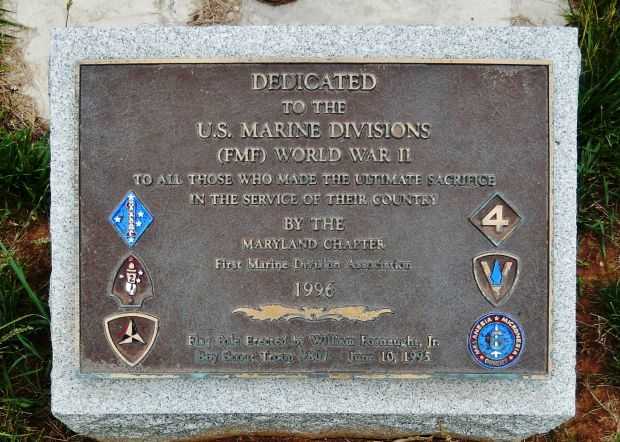 DEDICATED
TO THE
U.S. MARINE DIVISIONS
(FMF) WORLD WAR II
TO ALL THOSE WHO MADE THE ULTIMATE SACRIFICE
IN THE SERVICE OF THEIR COUNTRY
BY THE
MARYLAND CHAPTER
First Marine Division Association
1996
Flag Pole Erected by William Jr.
Boy Scout Troop June 10, 1995
4
6